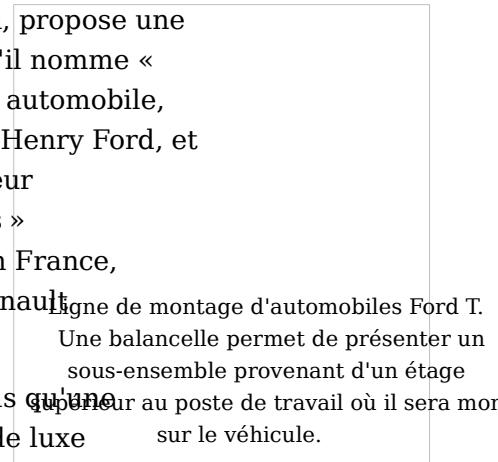 , propose une
'il nomme «
automobile,
Henry Ford, et
eur
»
n France,
nault
s qu'une
de luxe
Ligne de montage d'automobiles Ford T.
Une balancelle permet de présenter un
sous-ensemble provenant d'un étage
supérieur au poste de travail où il sera mon
sur le véhicule.